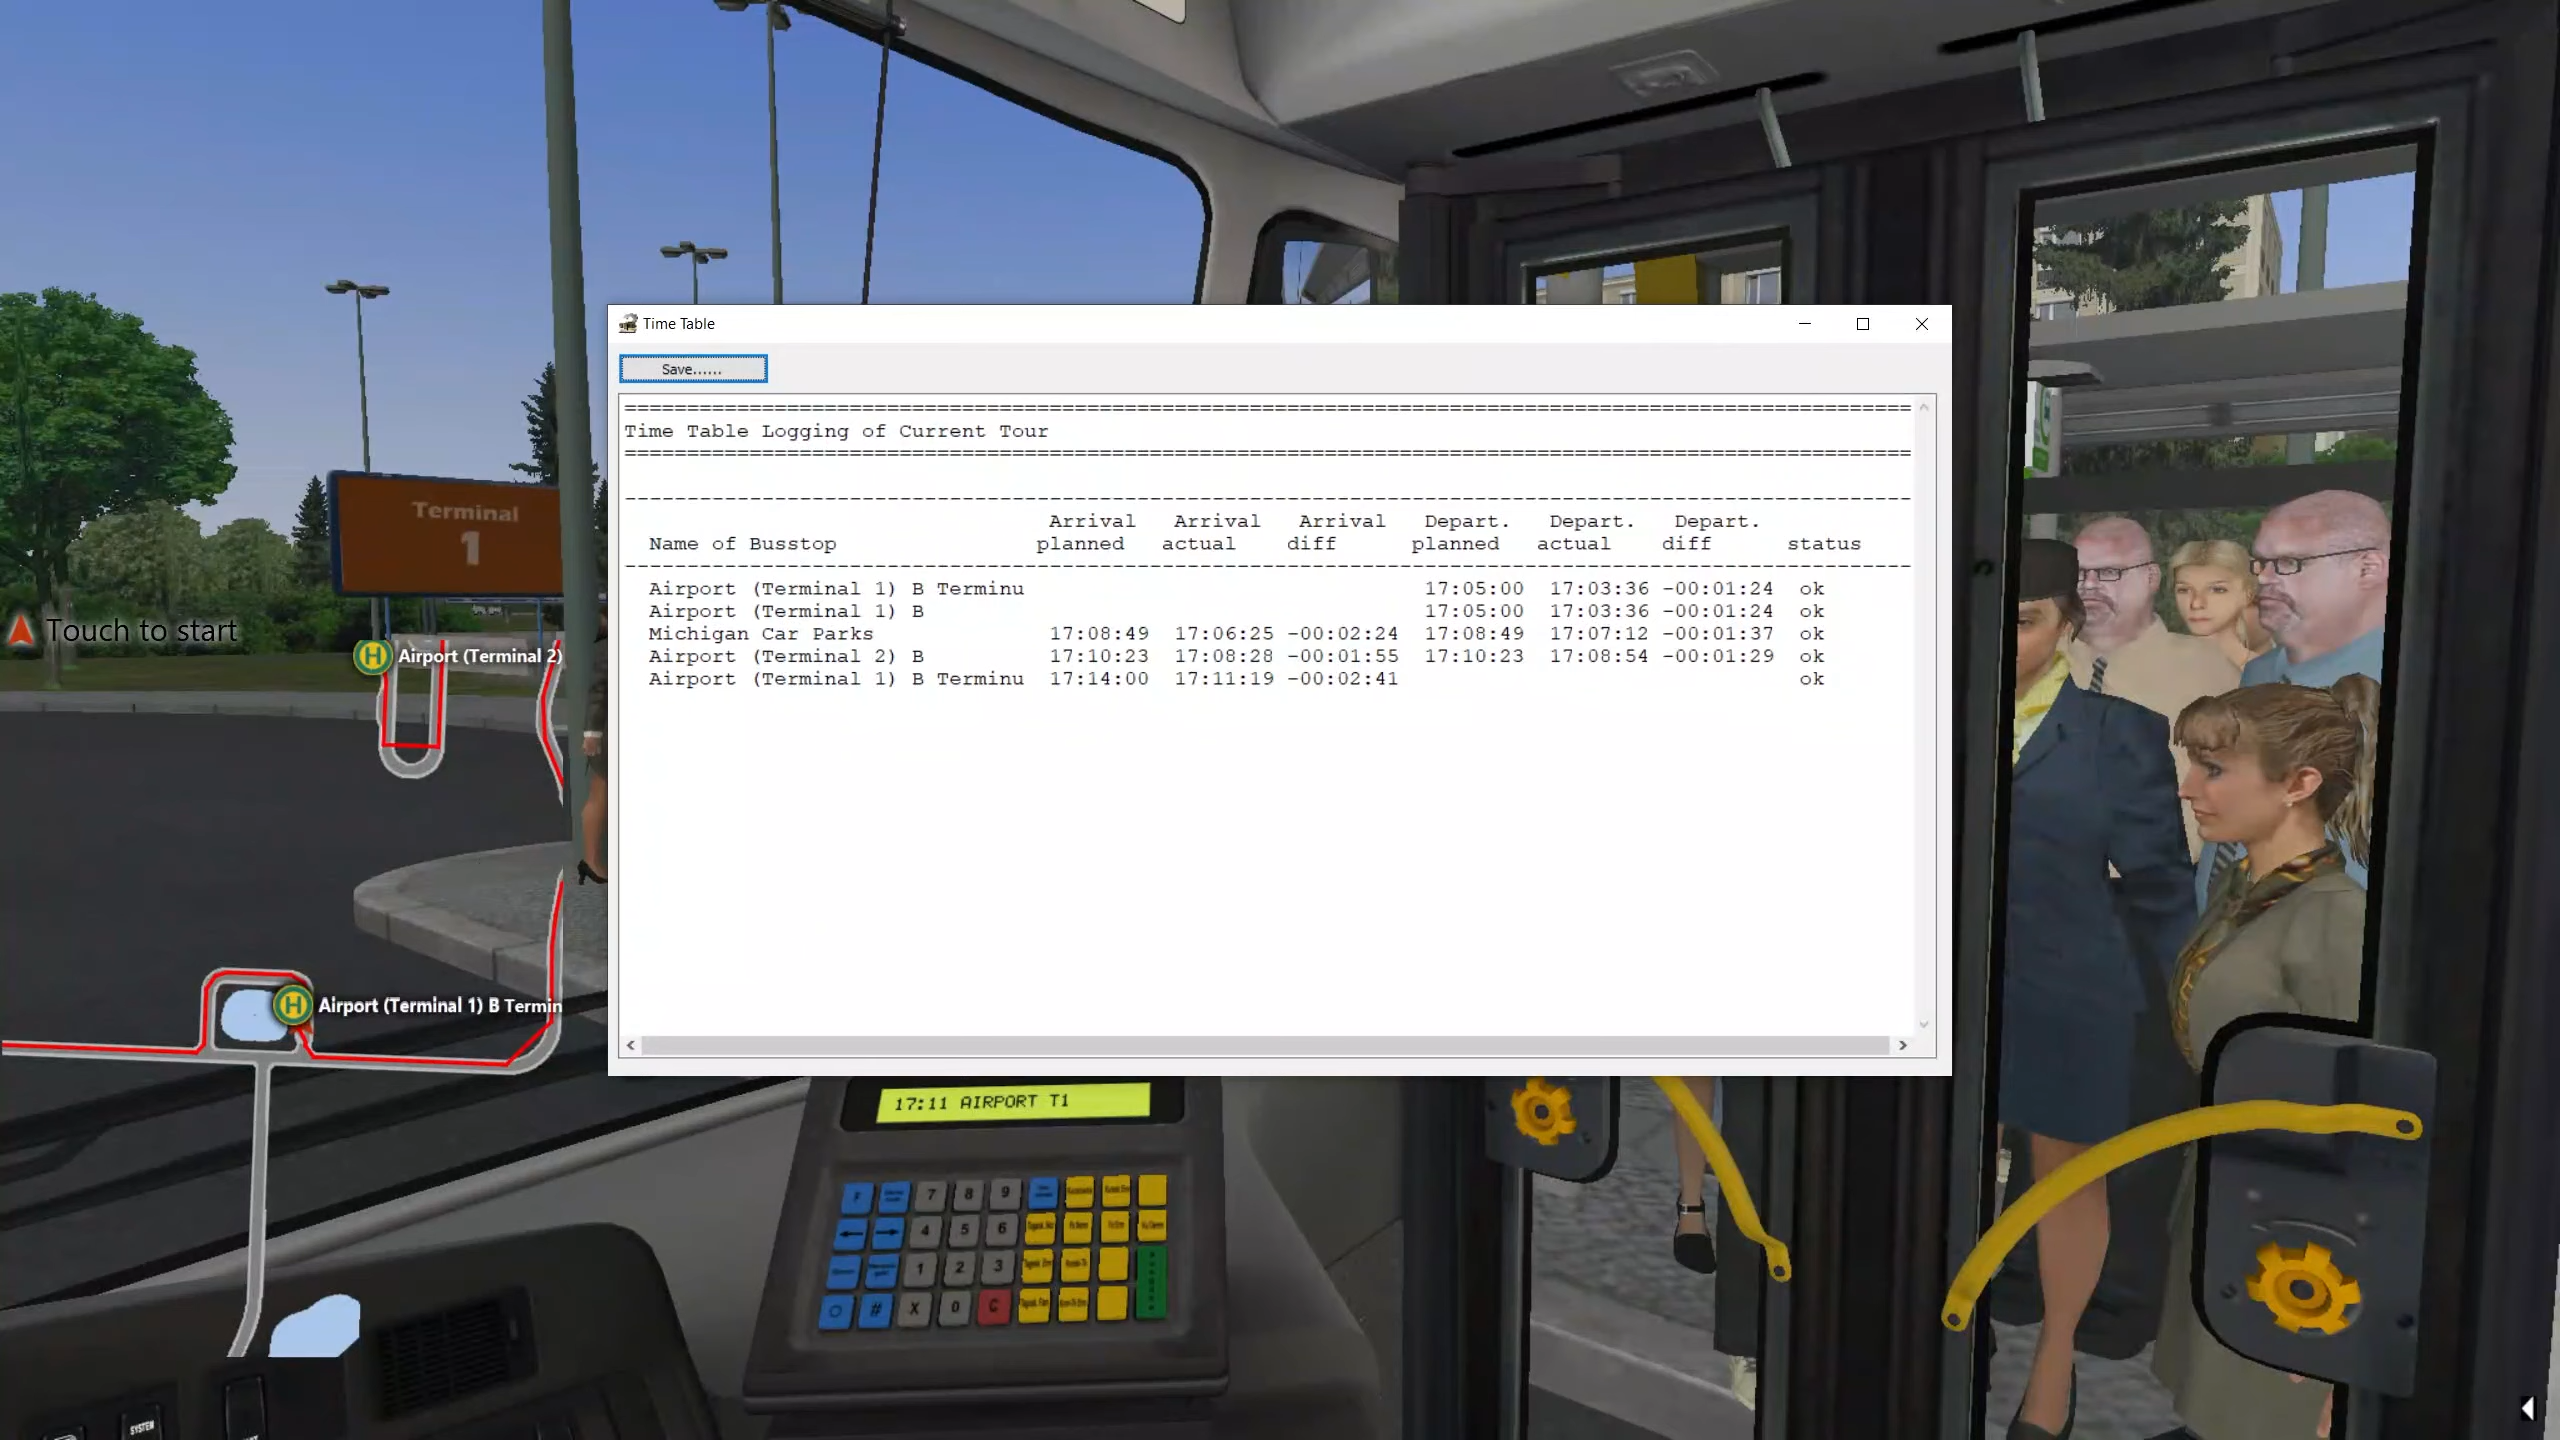 Time Table
Save......
Time Table Logging of Current Tour
Arrival Arrival Arrival Depart. Depart. Depart.
Name of Busstop planned actual diff planned actual diff status
Airport (Terminal 1) B Terminu 17:05:00 17:03:36 -00:01:24 ok
Airport (Terminal 1) B 17:05:00 17:03:36 -00:01:24 ok
Michigan Car Parks 17:08:49 17:06:25 -00:02:24 17:08:49 17:07:12 -00:01:37 ok
Airport (Terminal 2) B 17:10:23 17:08:28 -00:01:55 17:10:23 17:08:54 -00:01:29 ok
Airport (Terminal 1) B Terminu 17:14:00 17:11:19 -00:02:41 ok
Terminal
1
Touch to start
H Airport (Terminal 2)
H Airport (Terminal 1) B Termin
17:11 AIRPORT T1
F 7 8 9
4 5 6
1 2 3
# X 0 C
SYSTEM